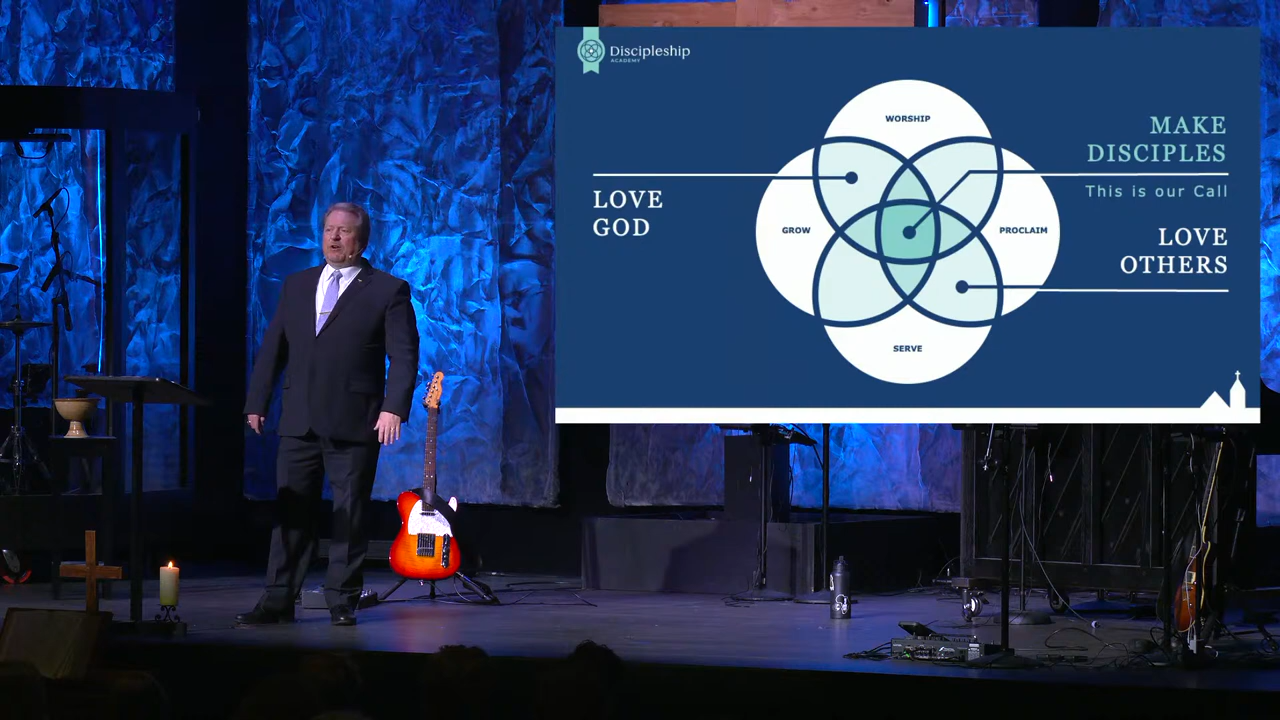 Discipleship
ACADEMY
WORSHIP
MAKE
DISCIPLES
This is our Call
LOVE
GOD
GROW
PROCLAIM
LOVE
OTHERS
SERVE